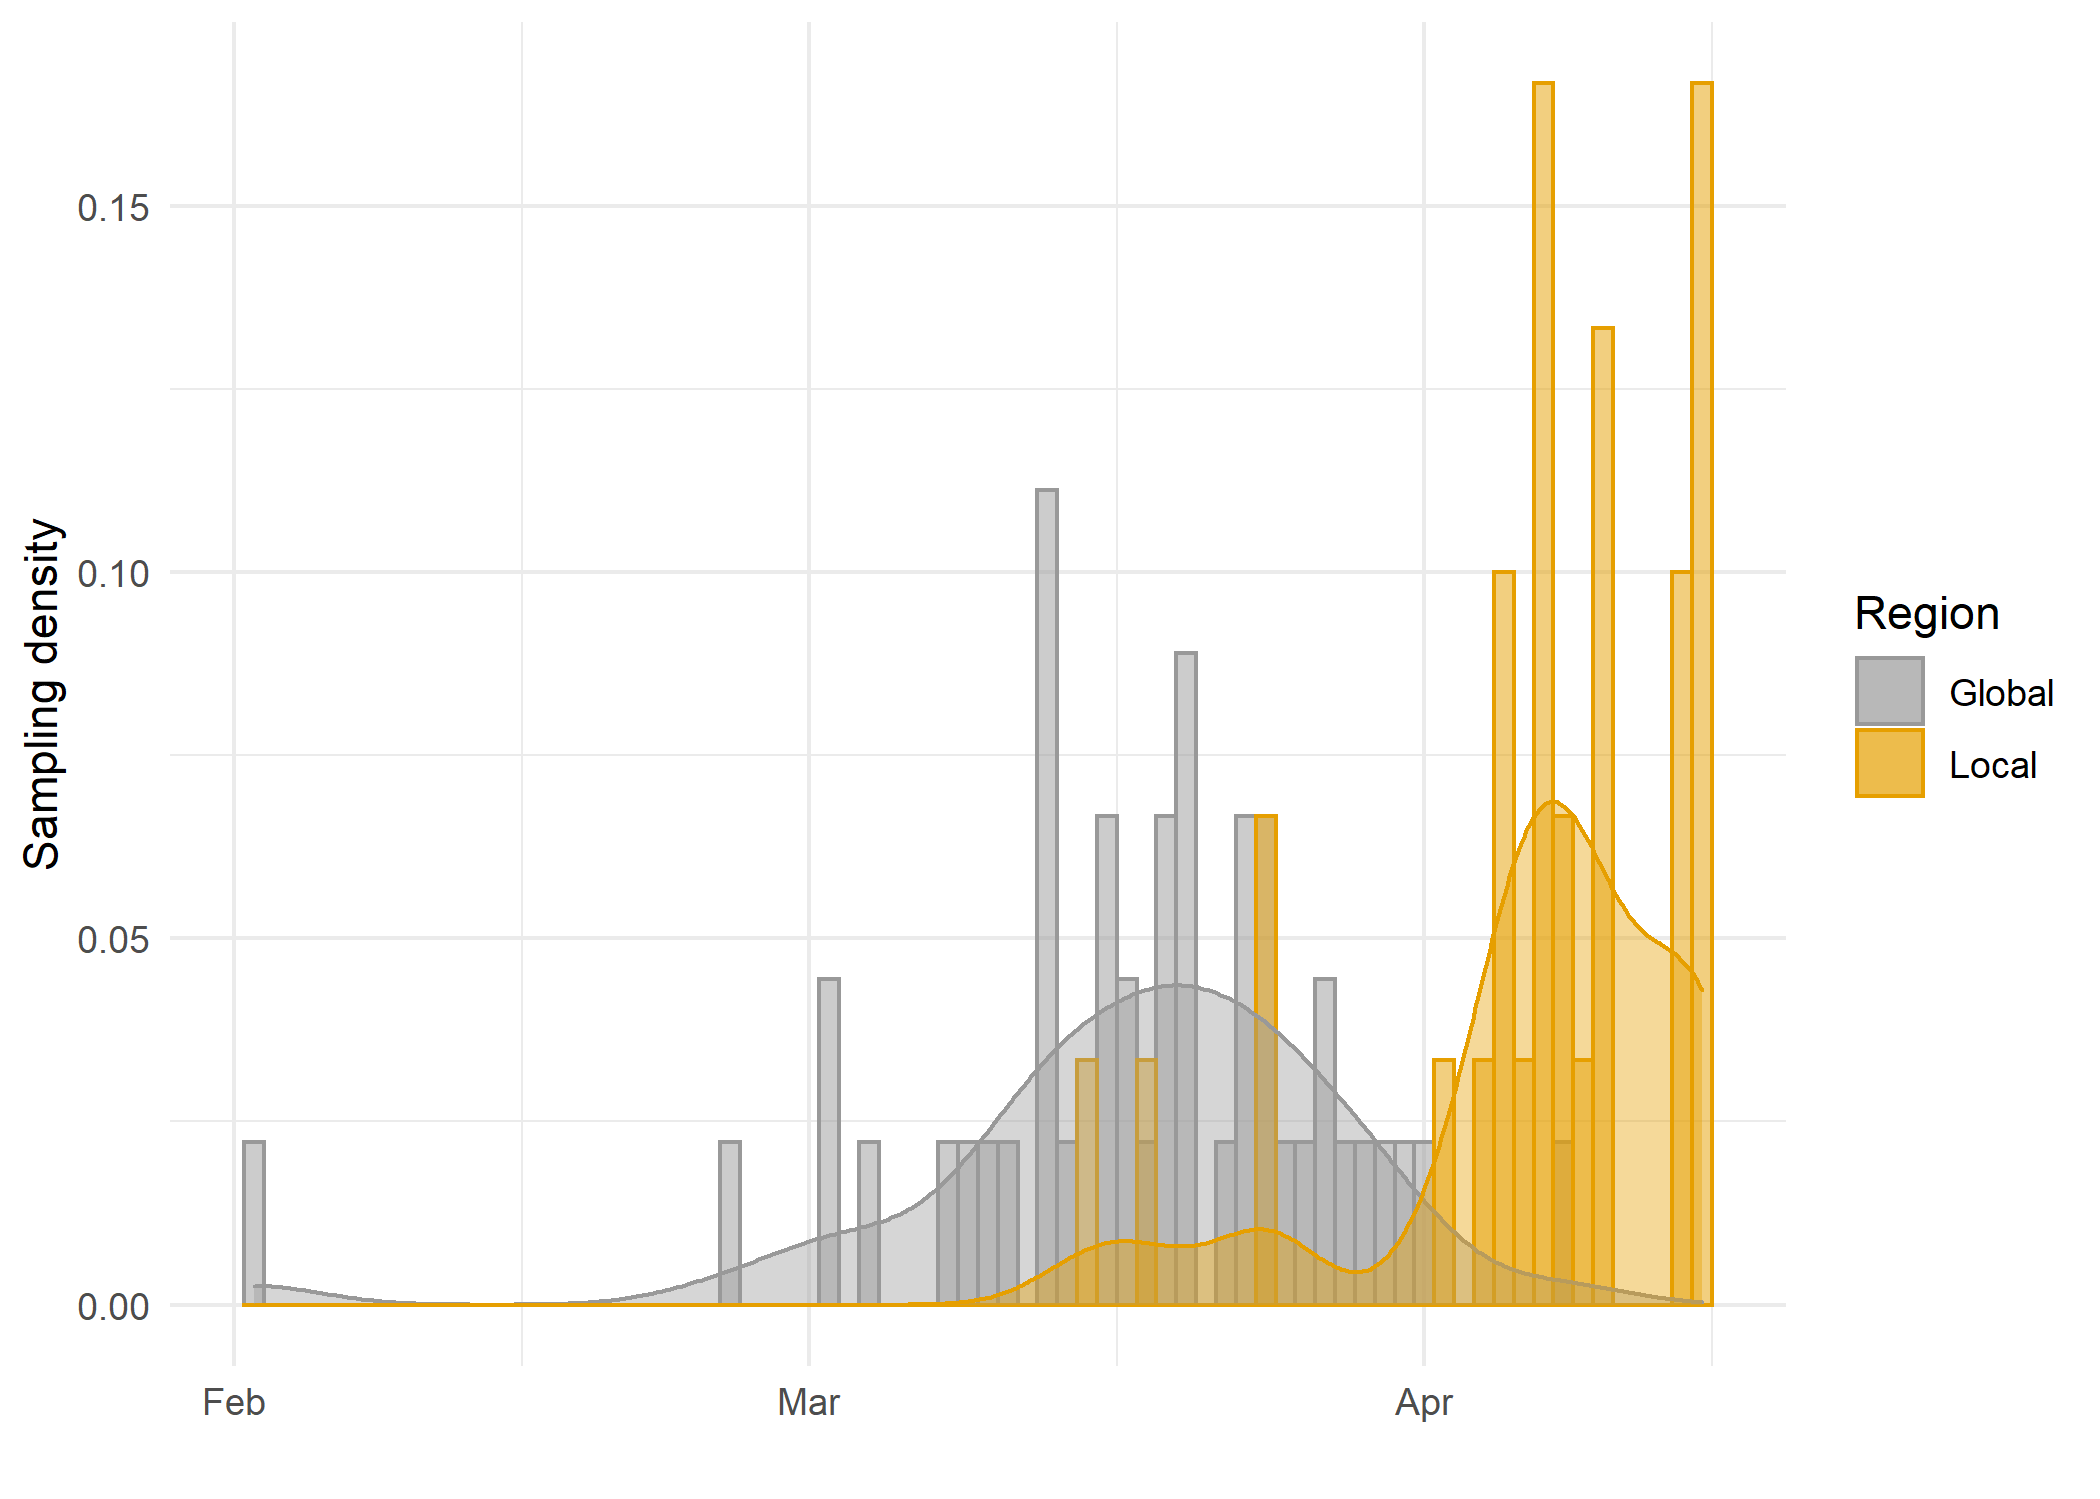 Sampling density
0.15
0.10
0.05
0.00
Feb
Mar
Apr
Region
Global
Local